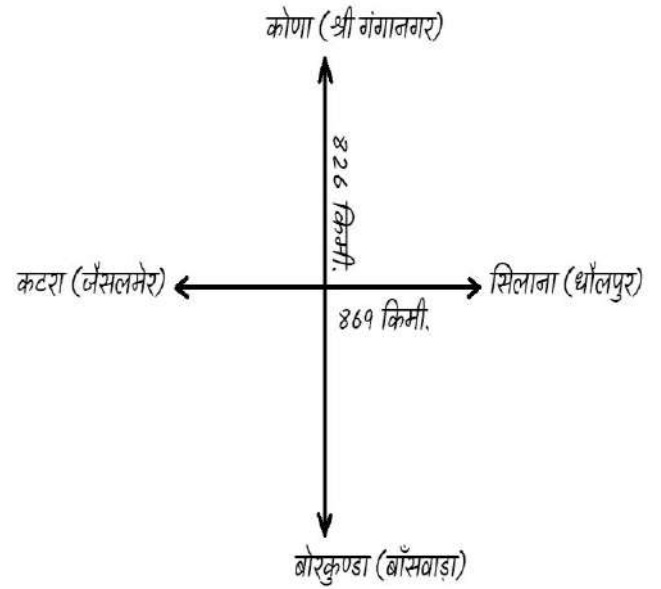 कोणा (श्री गंगानगर)
826 किमी.
कटरा (जैसलमेर)
सिलाना (धौलपुर)
869 किमी.
बोरकुण्डा (बाँसवाड़ा)